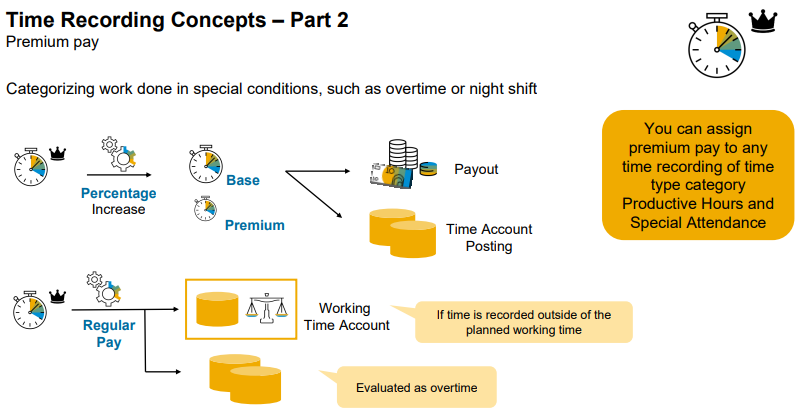 Time Recording Concepts – Part 2
Premium pay
Categorizing work done in special conditions, such as overtime or night shift
You can assign
premium pay to any
time recording of time
type category
Productive Hours and
Special Attendance
Percentage
Increase
Base
Premium
Payout
Time Account
Posting
Regular
Pay
Working
Time Account
If time is recorded outside of the
planned working time
Evaluated as overtime